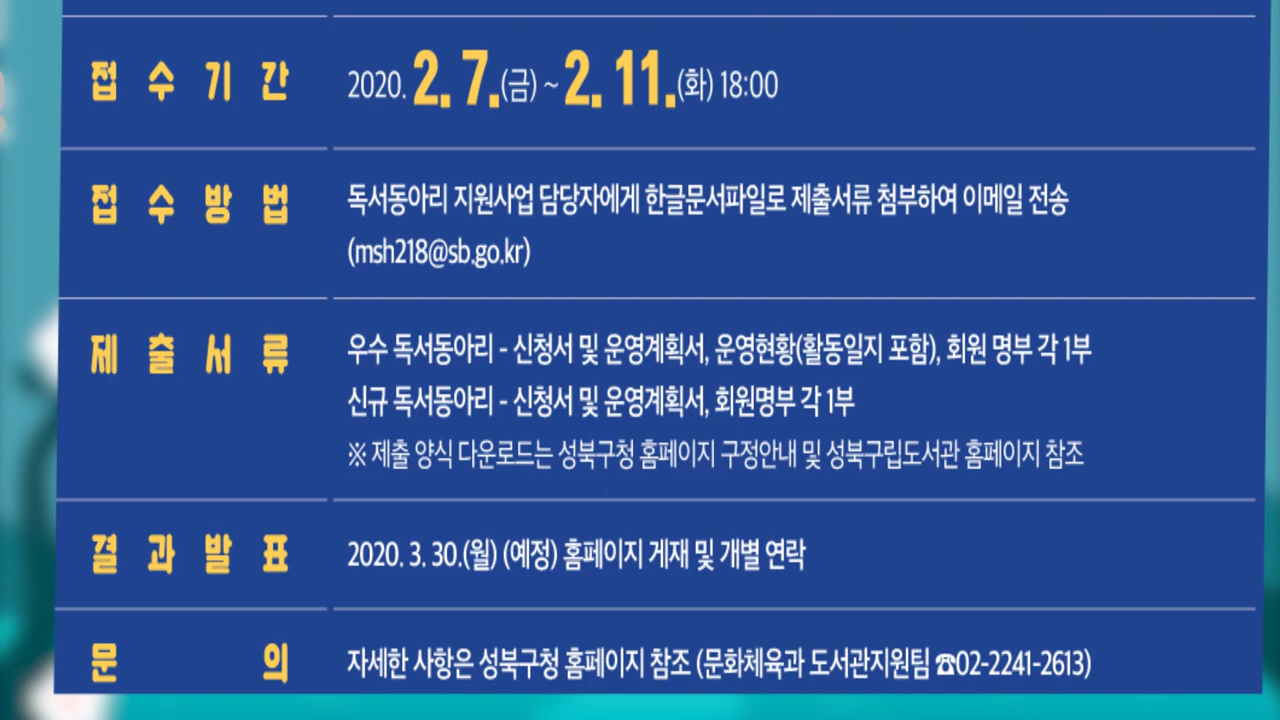 접수기간 2020. 2. 7.(금) ~ 2. 11.(화) 18:00
접수방법 독서동아리 지원사업 담당자에게 한글문서파일로 제출서류 첨부하여 이메일 전송
(msh218@sb.go.kr)
제출서류 우수 독서동아리 - 신청서 및 운영계획서, 운영현황(활동일지 포함), 회원 명부 각 1부
신규 독서동아리 - 신청서 및 운영계획서, 회원명부 각 1부
※ 제출 양식 다운로드는 성북구청 홈페이지 구정안내 및 성북구립도서관 홈페이지 참조
결과발표 2020. 3. 30.(월) (예정) 홈페이지 게재 및 개별 연락
문의 자세한 사항은 성북구청 홈페이지 참조 (문화체육과 도서관지원팀 ☎02-2241-2613)